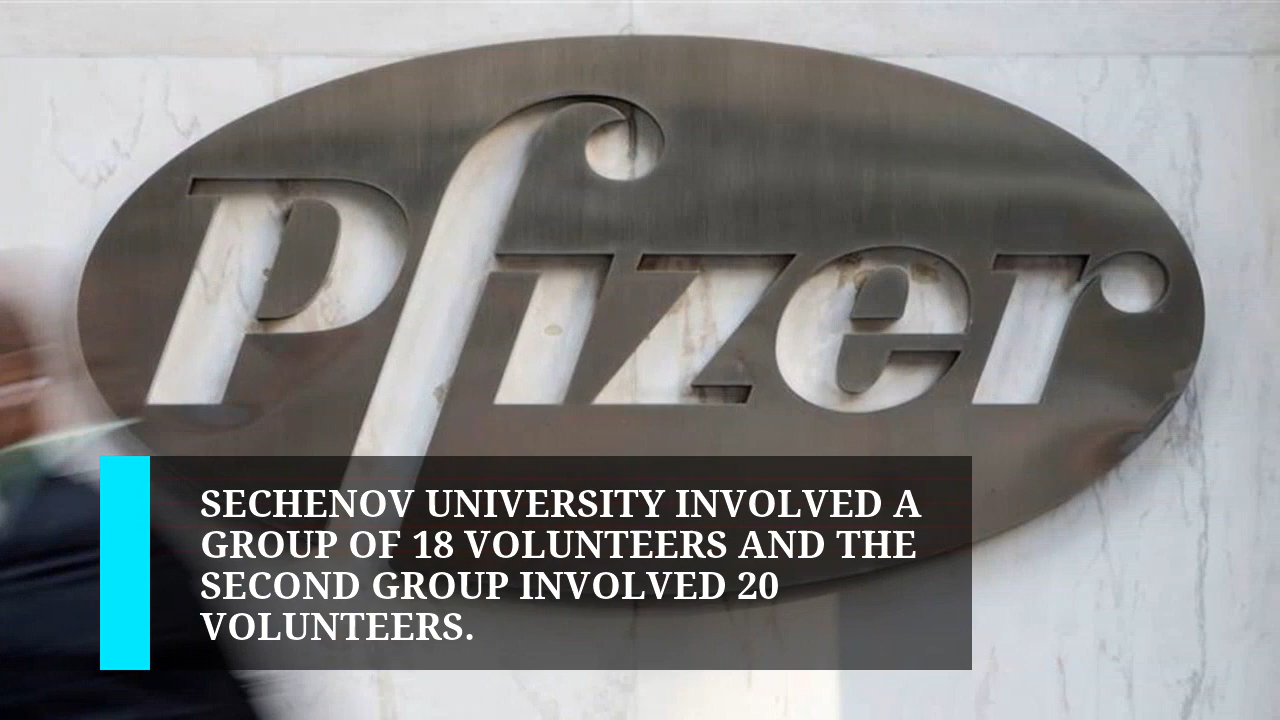 Pfizer
SECHENOV UNIVERSITY INVOLVED A
GROUP OF 18 VOLUNTEERS AND THE
SECOND GROUP INVOLVED 20
VOLUNTEERS.